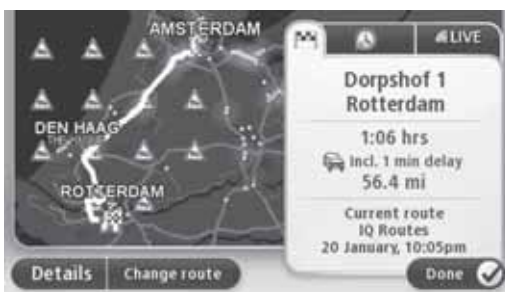 AMSTERDAM
DEN HAAG
ROTTERDAM
LIVE
Dorpshof 1
Rotterdam
1:06 hrs
Incl. 1 min delay
56.4 mi
Current route
IQ Routes
20 January, 10:05pm
Details
Change route
Done